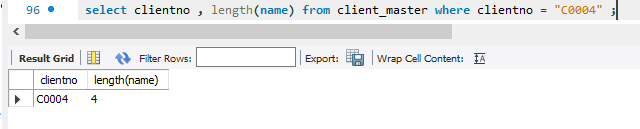 96 select clientno , length(name) from client_master where clientno = "C0004" ;
Result Grid Filter Rows: Export: Wrap Cell Content: IA
clientno length(name)
C0004 4